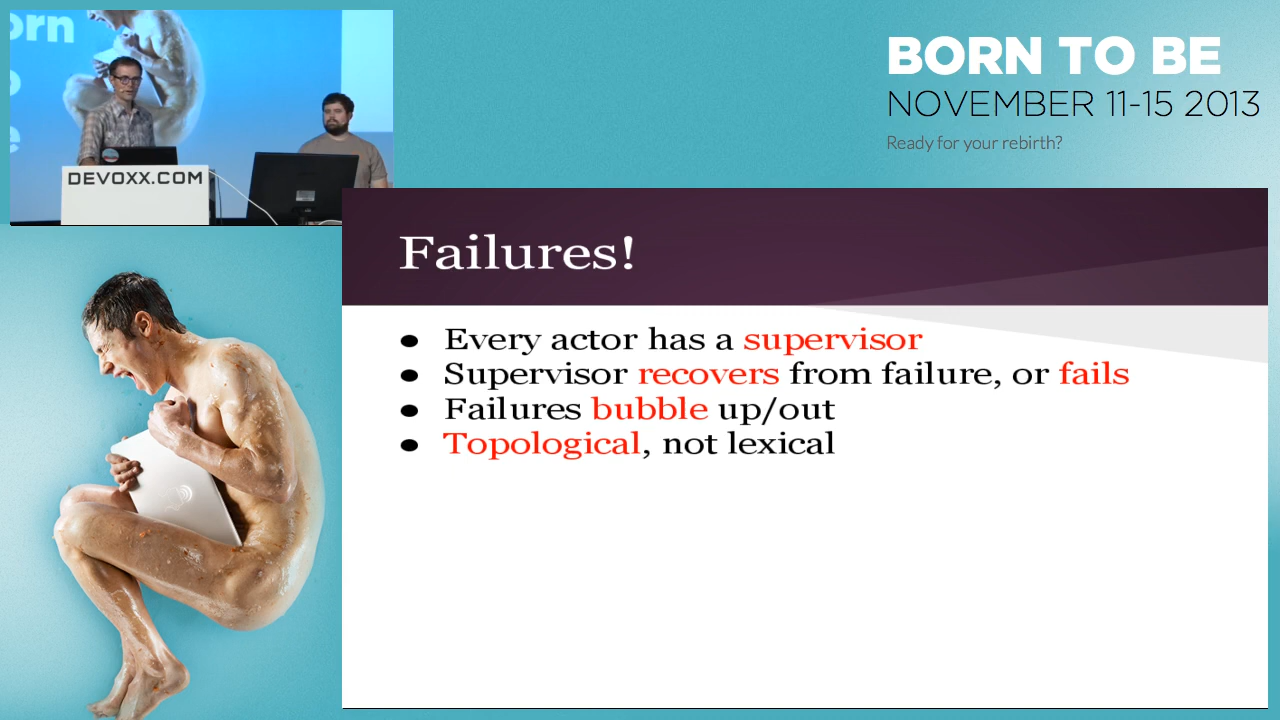 orn
DEVOXX.COM
BORN TO BE
NOVEMBER 11-15 2013
Ready for your rebirth?
Failures!
● Every actor has a supervisor
● Supervisor recovers from failure, or fails
● Failures bubble up/out
● Topological, not lexical